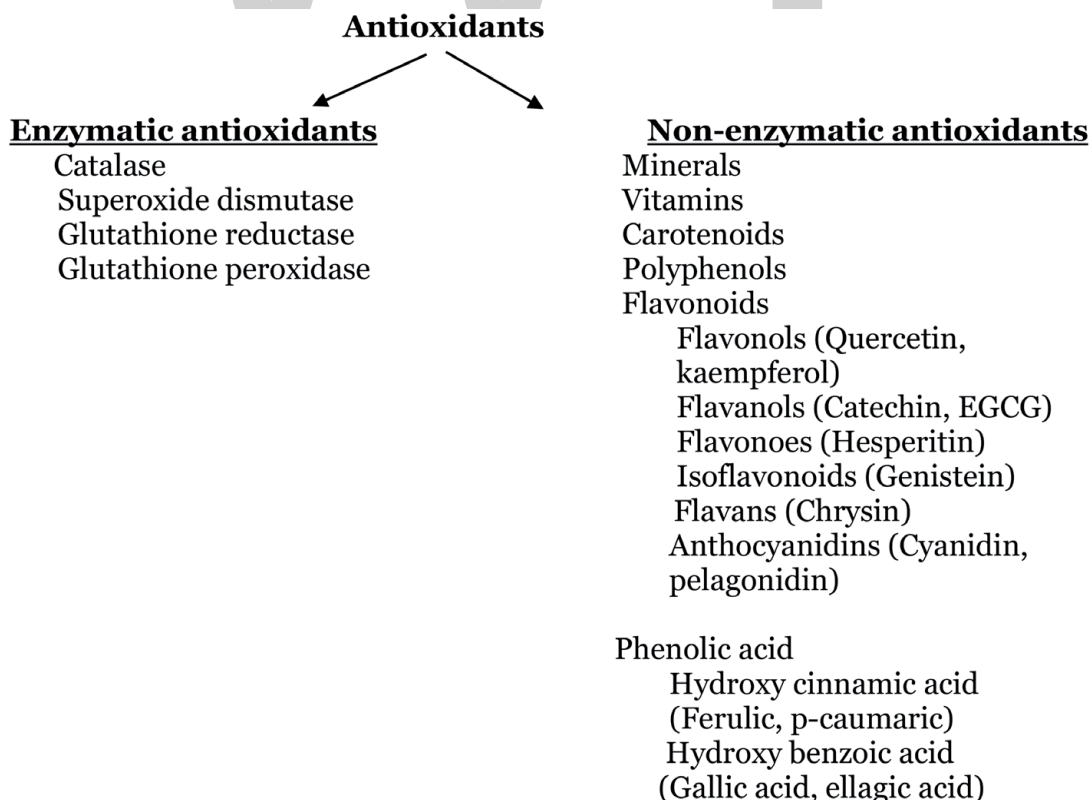 Antioxidants
Enzymatic antioxidants
Catalase
Superoxide dismutase
Glutathione reductase
Glutathione peroxidase
Non-enzymatic antioxidants
Minerals
Vitamins
Carotenoids
Polyphenols
Flavonoids
Flavonols (Quercetin,
kaempferol)
Flavanols (Catechin, EGCG)
Flavonoes (Hesperitin)
Isoflavonoids (Genistein)
Flavans (Chrysin)
Anthocyanidins (Cyanidin,
pelagonidin)
Phenolic acid
Hydroxy cinnamic acid
(Ferulic, p-caumaric)
Hydroxy benzoic acid
(Gallic acid, ellagic acid)